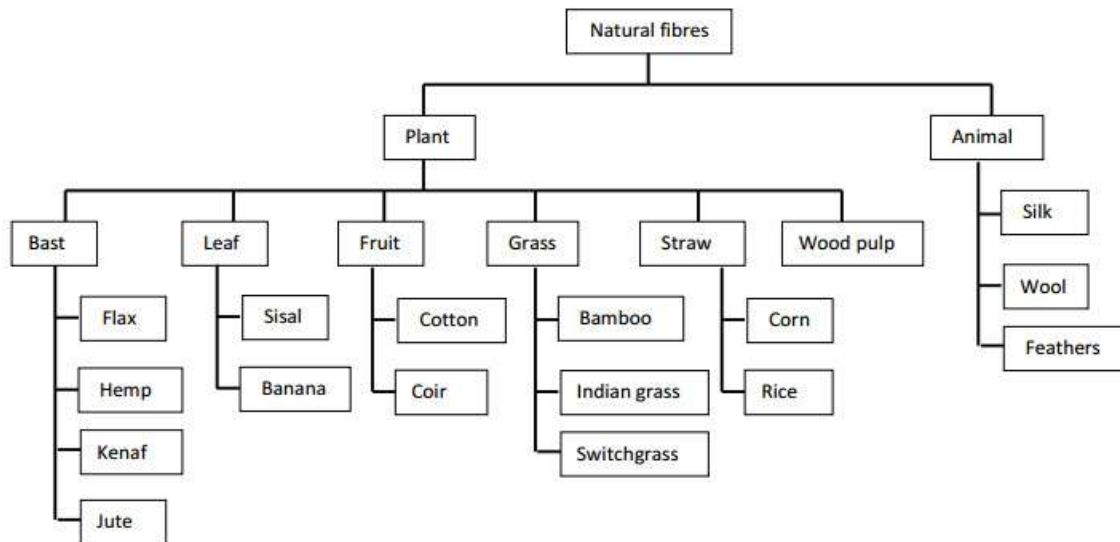 Natural fibres
Plant
Animal
Bast
Leaf
Fruit
Grass
Straw
Wood pulp
Flax
Hemp
Kenaf
Jute
Sisal
Banana
Cotton
Coir
Bamboo
Indian grass
Switchgrass
Corn
Rice
Silk
Wool
Feathers